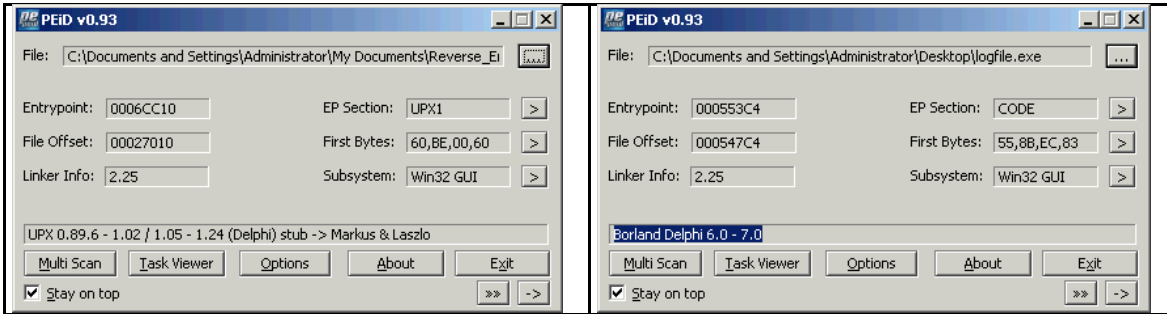 PEiD v0.93
File: C:\Documents and Settings\Administrator\My Documents\Reverse_Er ...
Entrypoint: 0006CC10 EP Section: UPX1 >
File Offset: 00027010 First Bytes: 60,BE,00,60 >
Linker Info: 2.25 Subsystem: Win32 GUI >
UPX 0.89.6 - 1.02 / 1.05 - 1.24 (Delphi) stub -> Markus & Laszlo
Multi Scan Task Viewer Options About Exit
Stay on top >> ->
PEiD v0.93
File: C:\Documents and Settings\Administrator\Desktop\logfile.exe ...
Entrypoint: 000553C4 EP Section: CODE >
File Offset: 000547C4 First Bytes: 55,8B,EC,83 >
Linker Info: 2.25 Subsystem: Win32 GUI >
Borland Delphi 6.0 - 7.0
Multi Scan Task Viewer Options About Exit
Stay on top >> ->